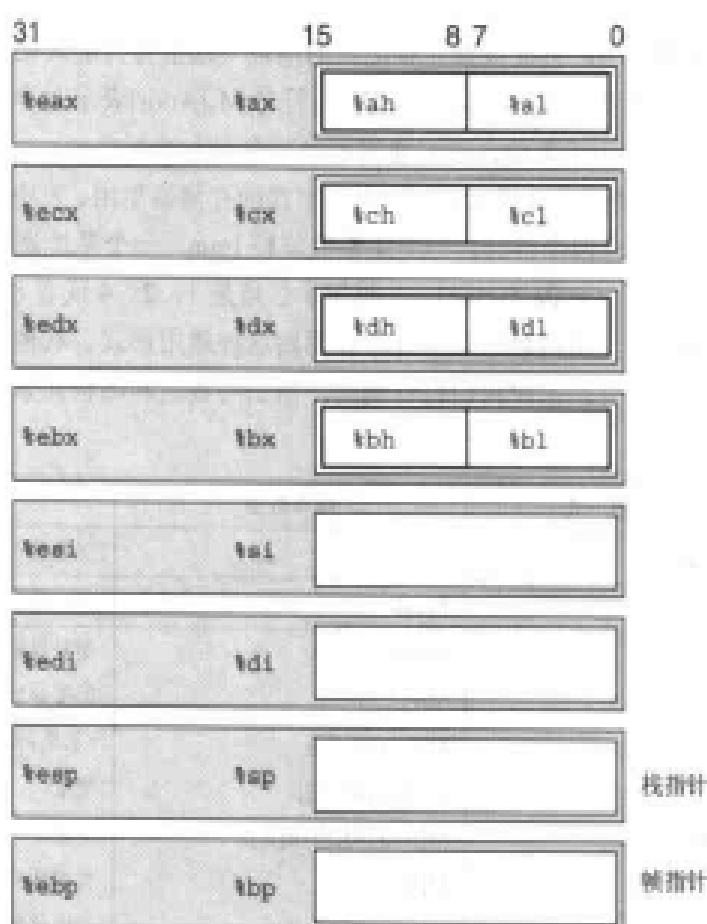 31 15 8 7 0
%eax %ax %ah %al
%ecx %cx %ch %cl
%edx %dx %dh %dl
%ebx %bx %bh %bl
%esi %si
%edi %di
%esp %sp 栈指针
%ebp %bp 帧指针